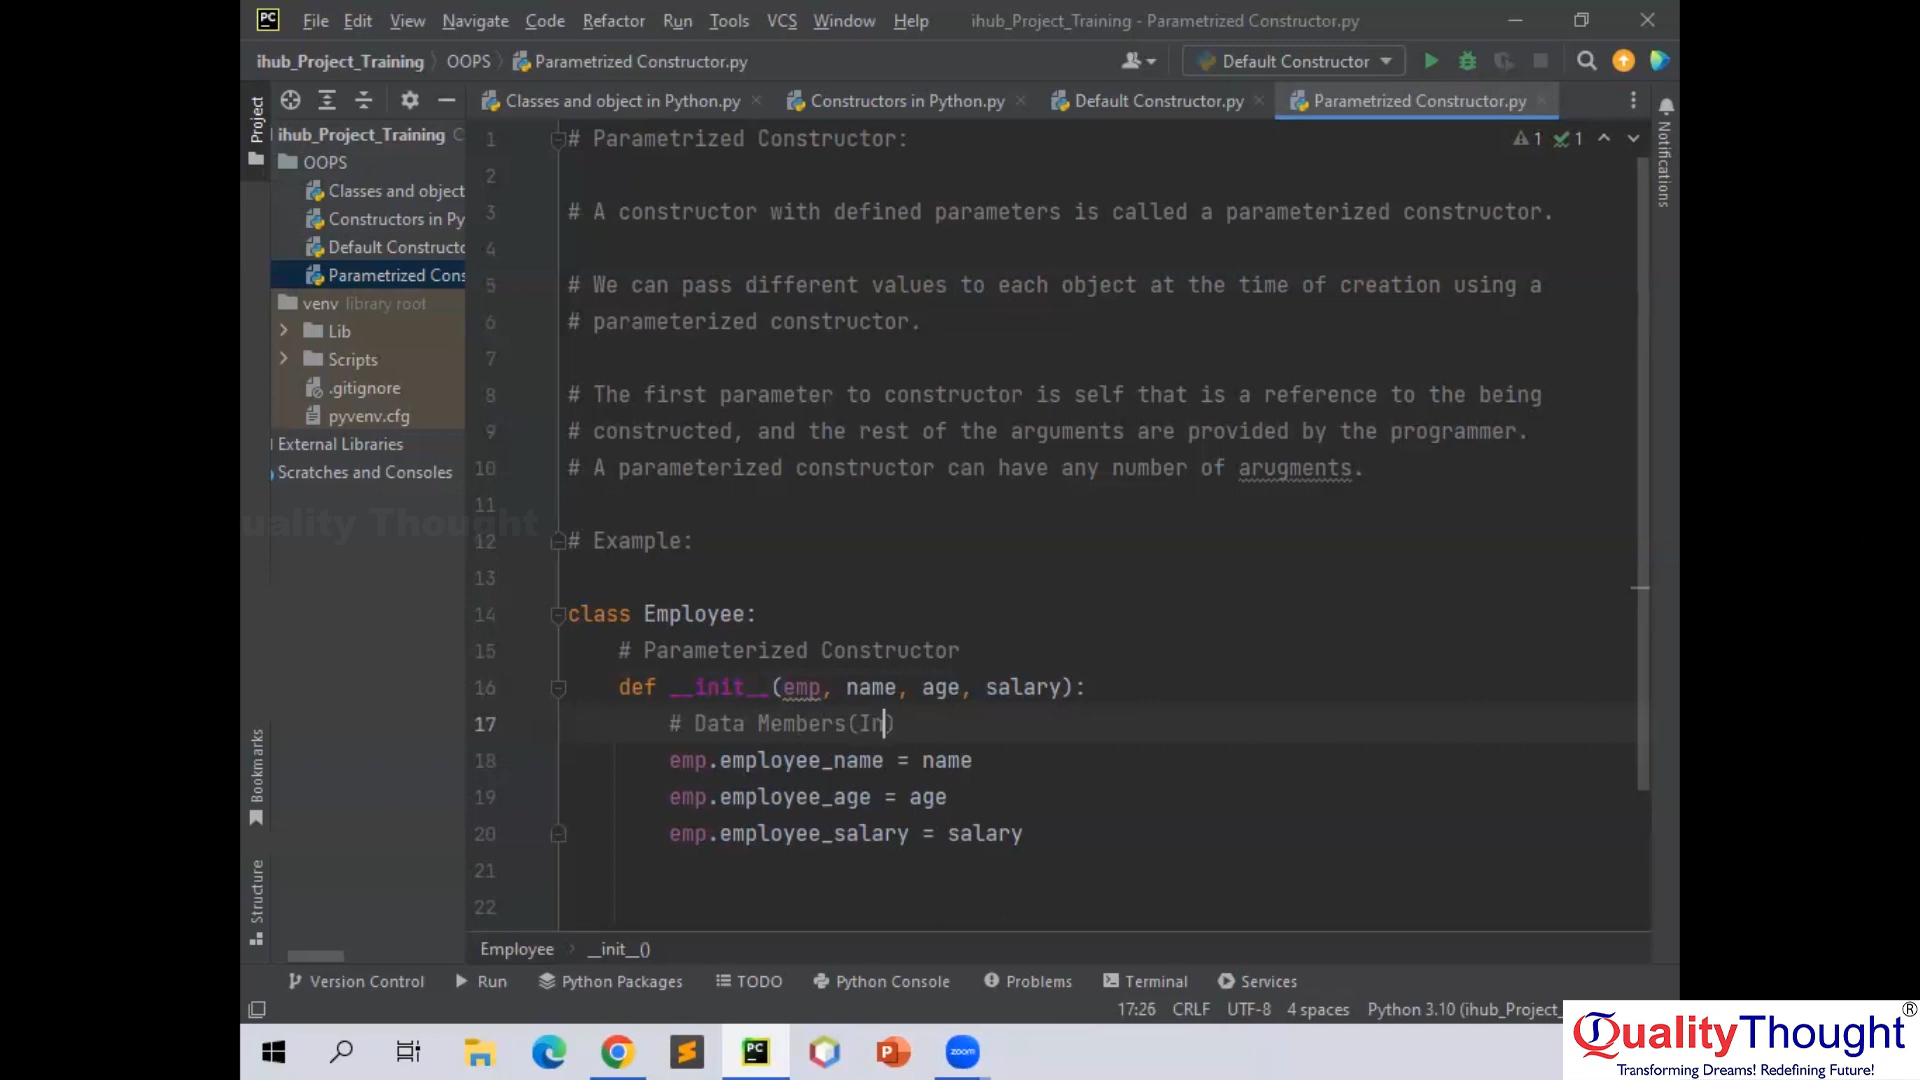 PC File Edit View Navigate Code Refactor Run Tools VCS Window Help ihub_Project_Training - Parametrized Constructor.py
ihub_Project_Training OOPS Parametrized Constructor.py Default Constructor
Project
Classes and object in Python.py Constructors in Python.py Default Constructor.py Parametrized Constructor.py
ihub_Project_Training C
OOPS
Classes and object
Constructors in Py
Default Constructo
Parametrized Cons
venv library root
Lib
Scripts
.gitignore
pyvenv.cfg
External Libraries
Scratches and Consoles
uality Thought
1 # Parametrized Constructor:
1 1
2
3 # A constructor with defined parameters is called a parameterized constructor.
4
5 # We can pass different values to each object at the time of creation using a
6 # parameterized constructor.
7
8 # The first parameter to constructor is self that is a reference to the being
9 # constructed, and the rest of the arguments are provided by the programmer.
10 # A parameterized constructor can have any number of arugments.
11
12 # Example:
13
14 class Employee:
15 # Parameterized Constructor
16 def __init__(emp, name, age, salary):
17 # Data Members(In)
18 emp.employee_name = name
19 emp.employee_age = age
20 emp.employee_salary = salary
21
22
Notifications
Bookmarks
Structure
Employee __init__()
Version Control Run Python Packages TODO Python Console Problems Terminal Services
17:26 CRLF UTF-8 4 spaces Python 3.10 (ihub_Project_
PC zoom
QualityThought®
Transforming Dreams! Redefining Future!